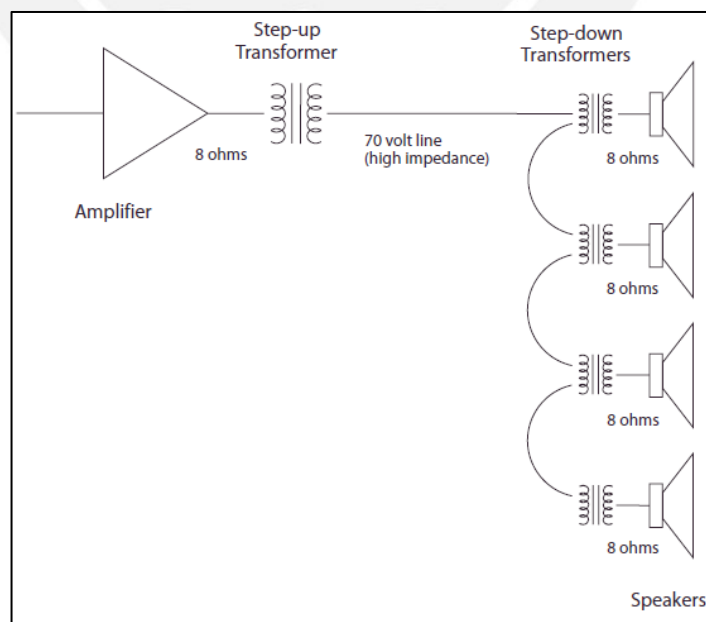 Step-up
Transformer
Step-down
Transformers
8 ohms
70 volt line
(high impedance)
8 ohms
Amplifier
8 ohms
8 ohms
8 ohms
Speakers